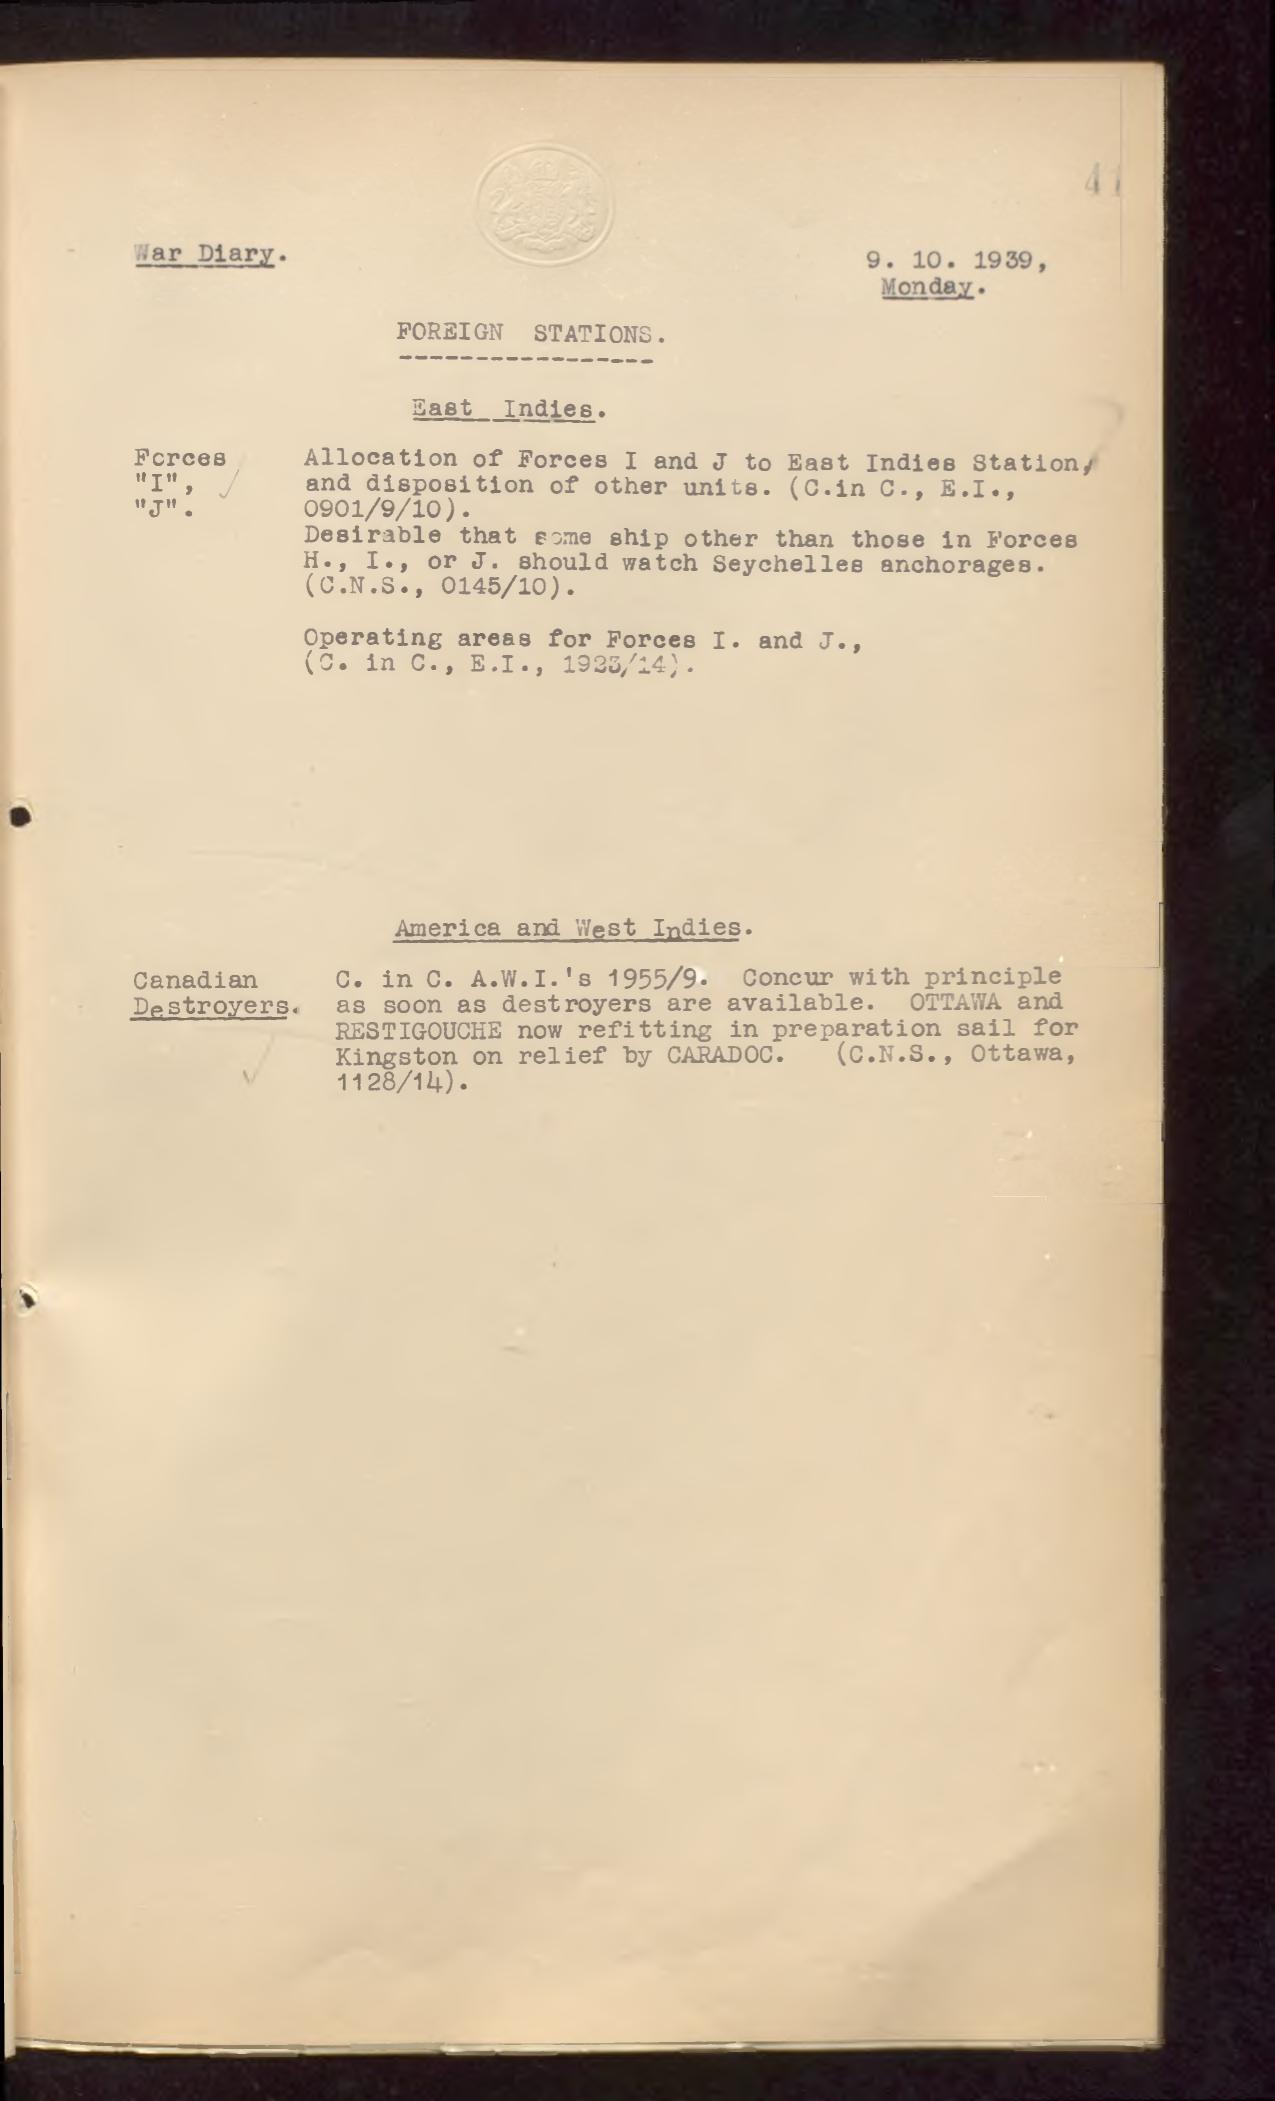 41
War Diary.
9. 10. 1939,
Monday.
FOREIGN STATIONS.
------------------
East Indies.
Forces
"I",
"J".
Allocation of Forces I and J to East Indies Station,
and disposition of other units. (C.in C., E.I.,
0901/9/10).
Desirable that some ship other than those in Forces
H., I., or J. should watch Seychelles anchorages.
(C.N.S., 0145/10).
Operating areas for Forces I. and J.,
(C. in C., E.I., 1923/14).
America and West Indies.
Canadian
Destroyers.
C. in C. A.W.I.'s 1955/9. Concur with principle
as soon as destroyers are available. OTTAWA and
RESTIGOUCHE now refitting in preparation sail for
Kingston on relief by CARADOC. (C.N.S., Ottawa,
1128/14).